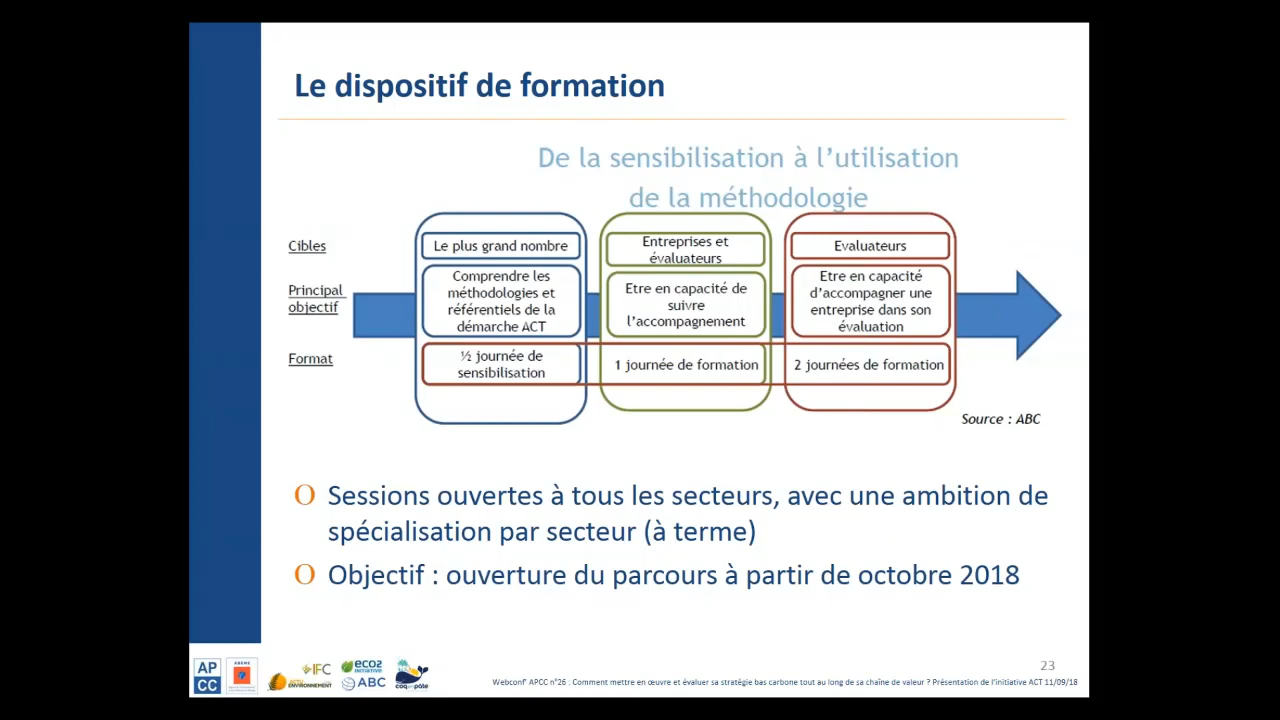 Le dispositif de formation
De la sensibilisation à l’utilisation
de la méthodologie
Cibles
Le plus grand nombre
Entreprises et
évaluateurs
Evaluateurs
Principal
objectif
Comprendre les
méthodologies et
référentiels de la
démarche ACT
Etre en capacité de
suivre
l’accompagnement
Etre en capacité
d’accompagner une
entreprise dans son
évaluation
Format
½ journée de
sensibilisation
1 journée de formation
2 journées de formation
Source : ABC
O Sessions ouvertes à tous les secteurs, avec une ambition de
spécialisation par secteur (à terme)
O Objectif : ouverture du parcours à partir de octobre 2018
23
AP
CC
ADEME
ENVIRONNEMENT
IFC
eco2
initiative
ABC
coq en pâte
Webconf' APCC n°26 : Comment mettre en œuvre et évaluer sa stratégie bas carbone tout au long de sa chaîne de valeur ? Présentation de l'initiative ACT 11/09/18